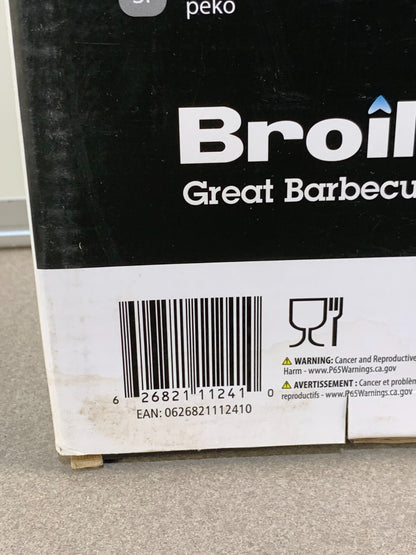 peko
Broil
Great Barbecu
6 26821 11241 0
EAN: 0626821112410
WARNING: Cancer and Reproductive
Harm - www.P65Warnings.ca.gov
AVERTISSEMENT : Cancer et problèm
reproductifs - www.P65Warnings.ca.gov